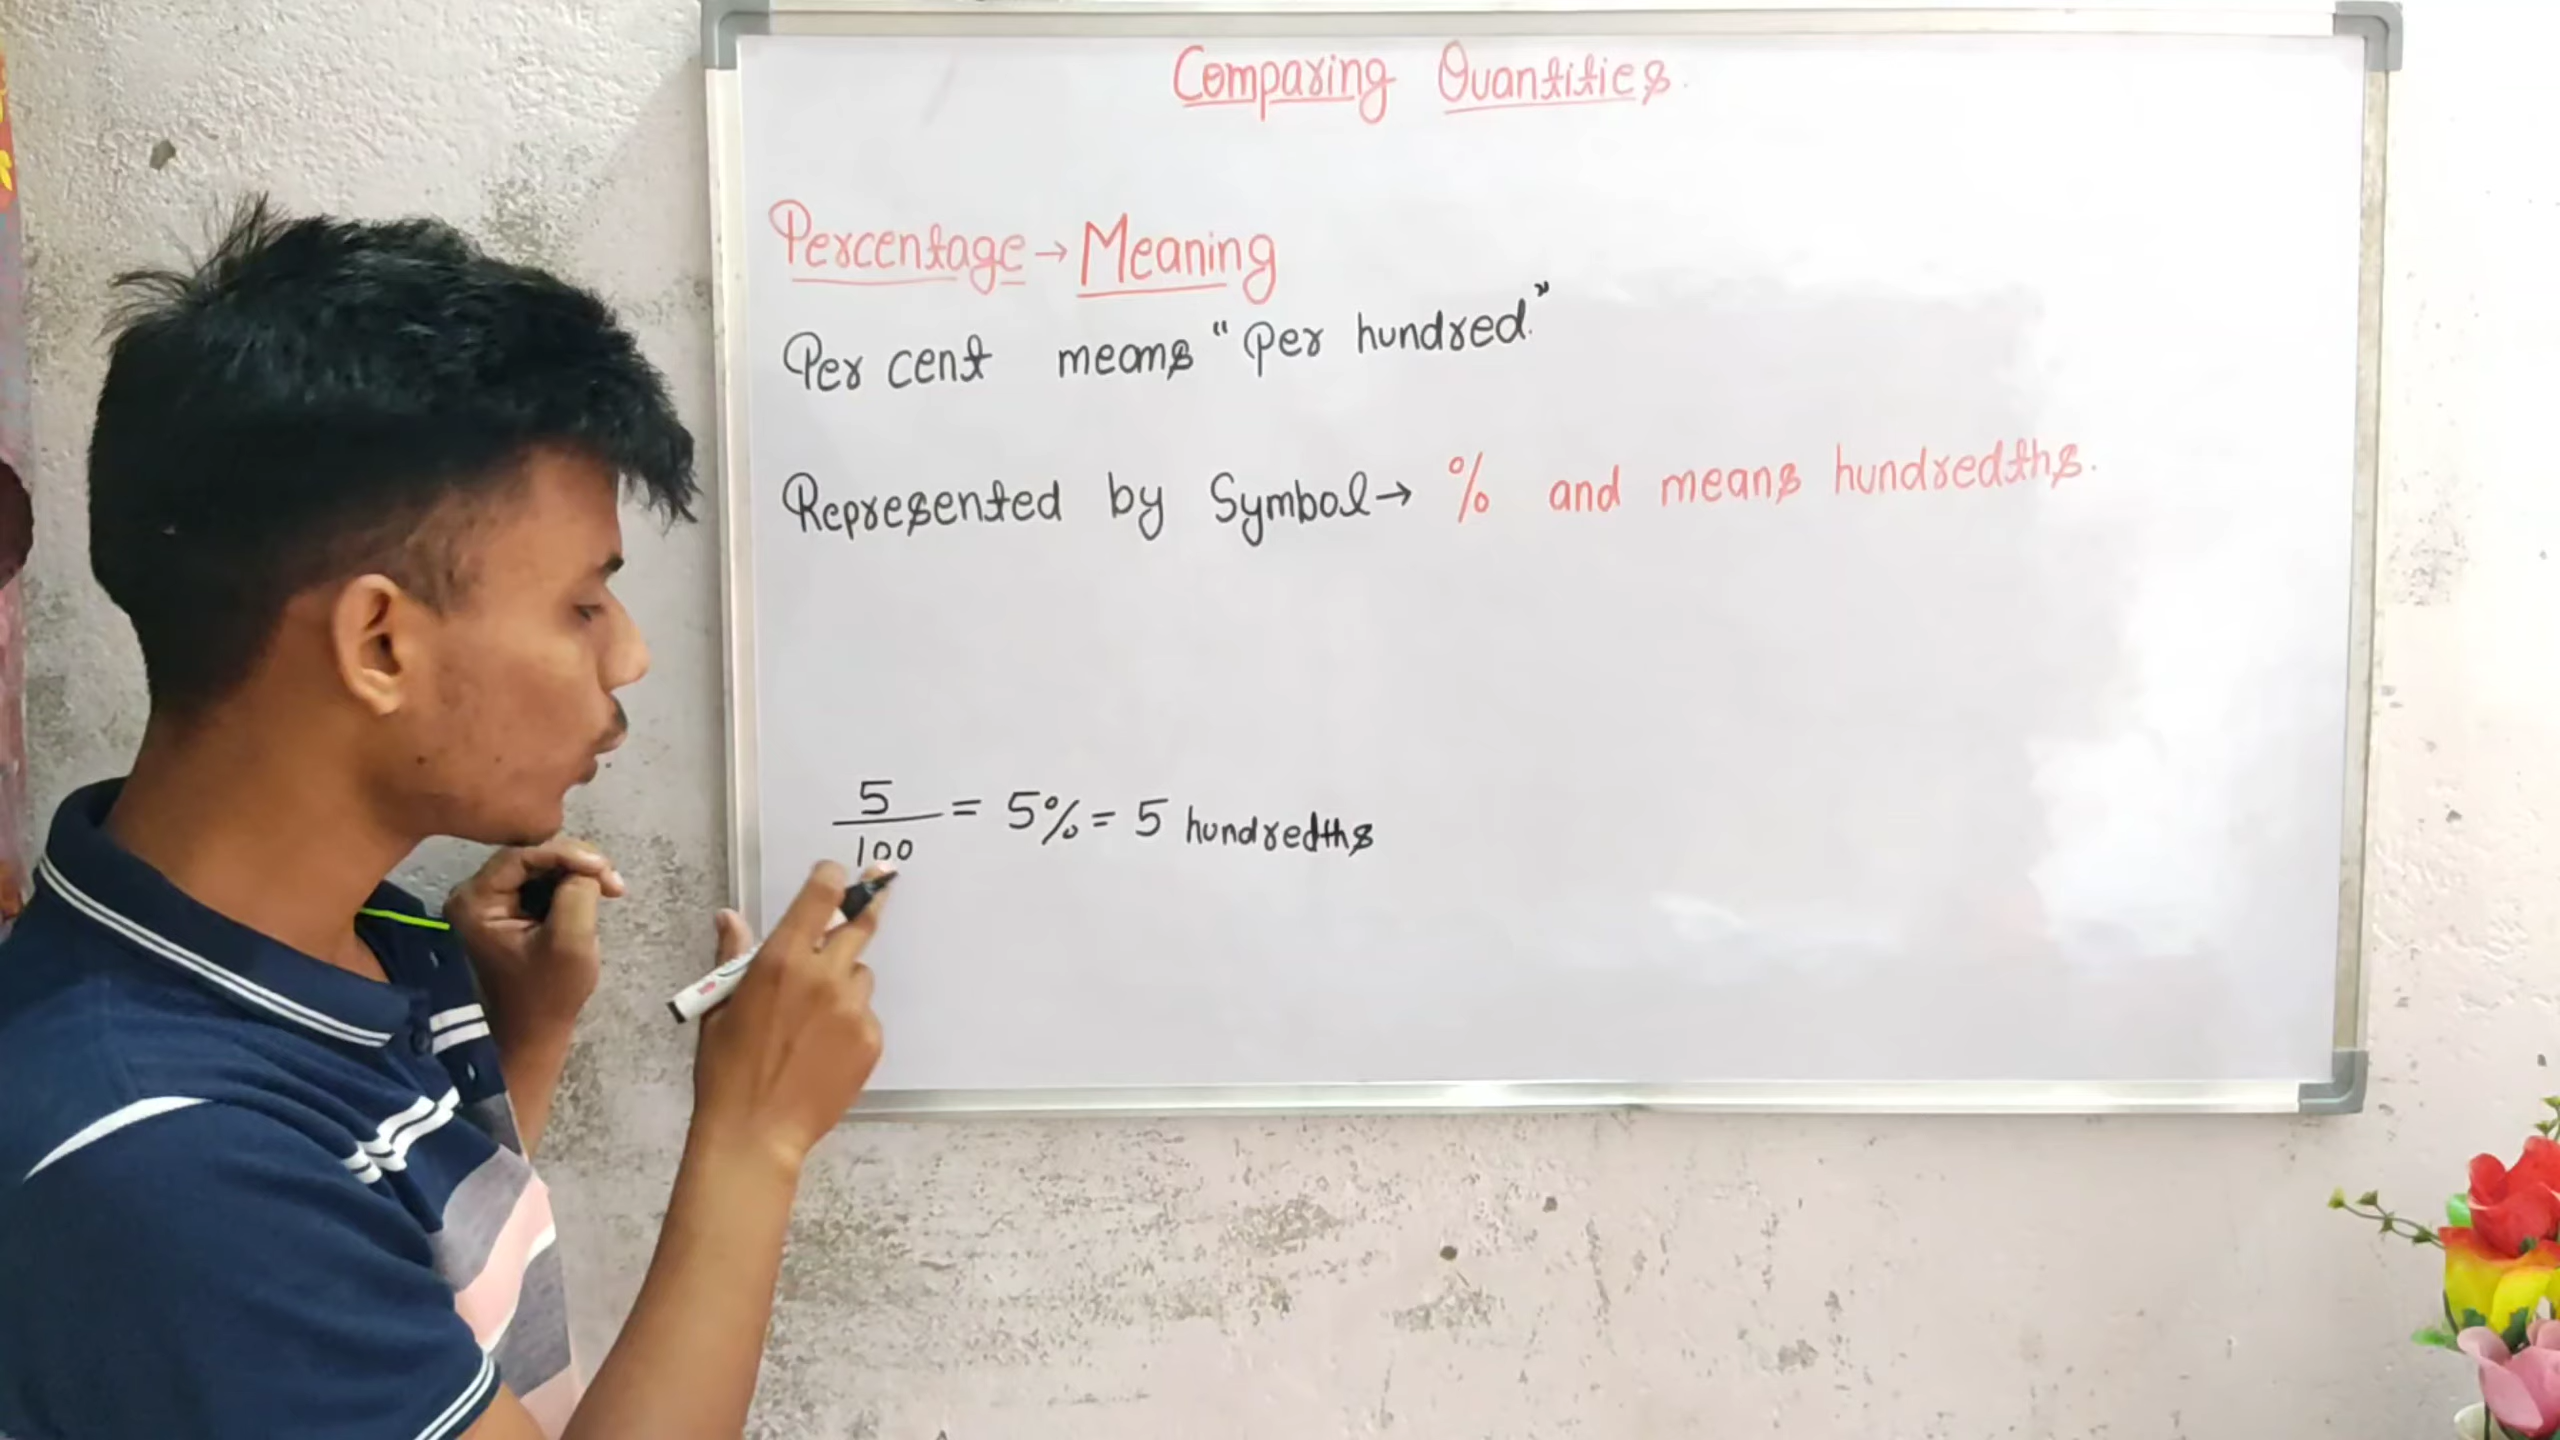 Comparing Quantities.
Percentage → Meaning
Per cent means "Per hundred."
Represented by Symbol → % and means hundredths.
5/100 = 5% = 5 hundredths